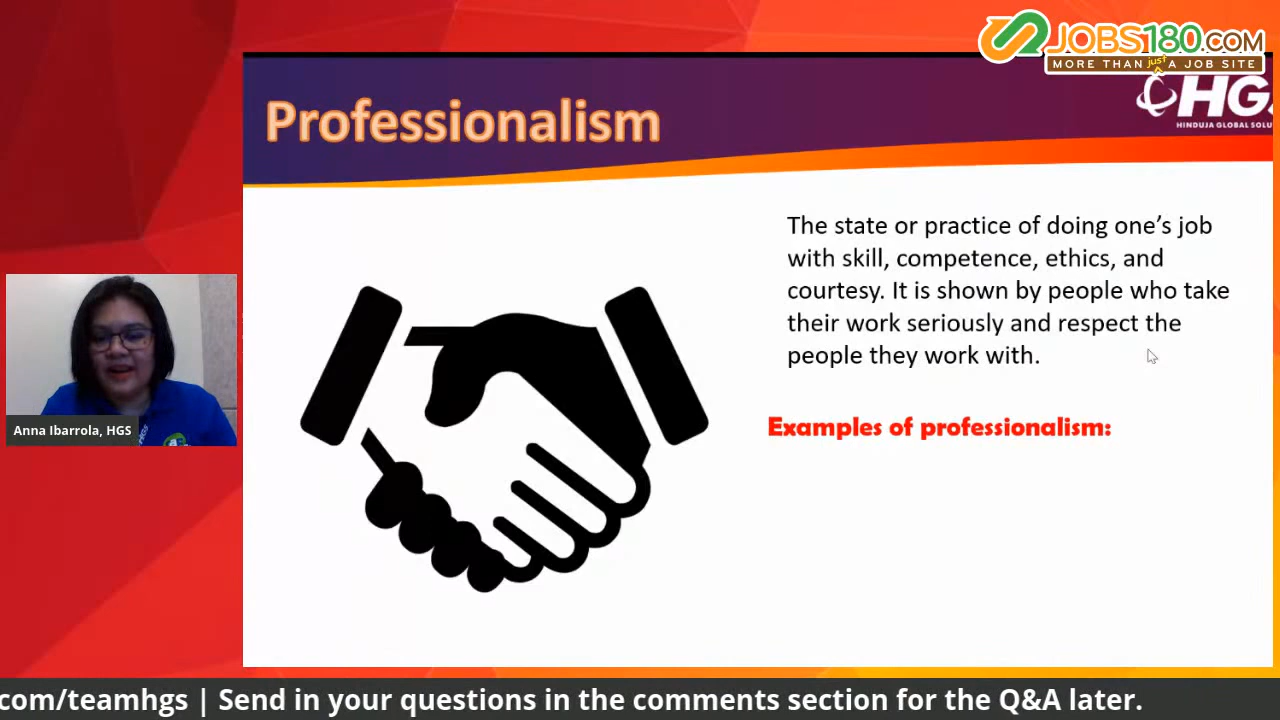 JOBS180.COM
MORE THAN just A JOB SITE
Professionalism
HGS
HINDUJA GLOBAL SOLU
The state or practice of doing one’s job
with skill, competence, ethics, and
courtesy. It is shown by people who take
their work seriously and respect the
people they work with.
Examples of professionalism:
Anna Ibarrola, HGS
com/teamhgs | Send in your questions in the comments section for the Q&A later.